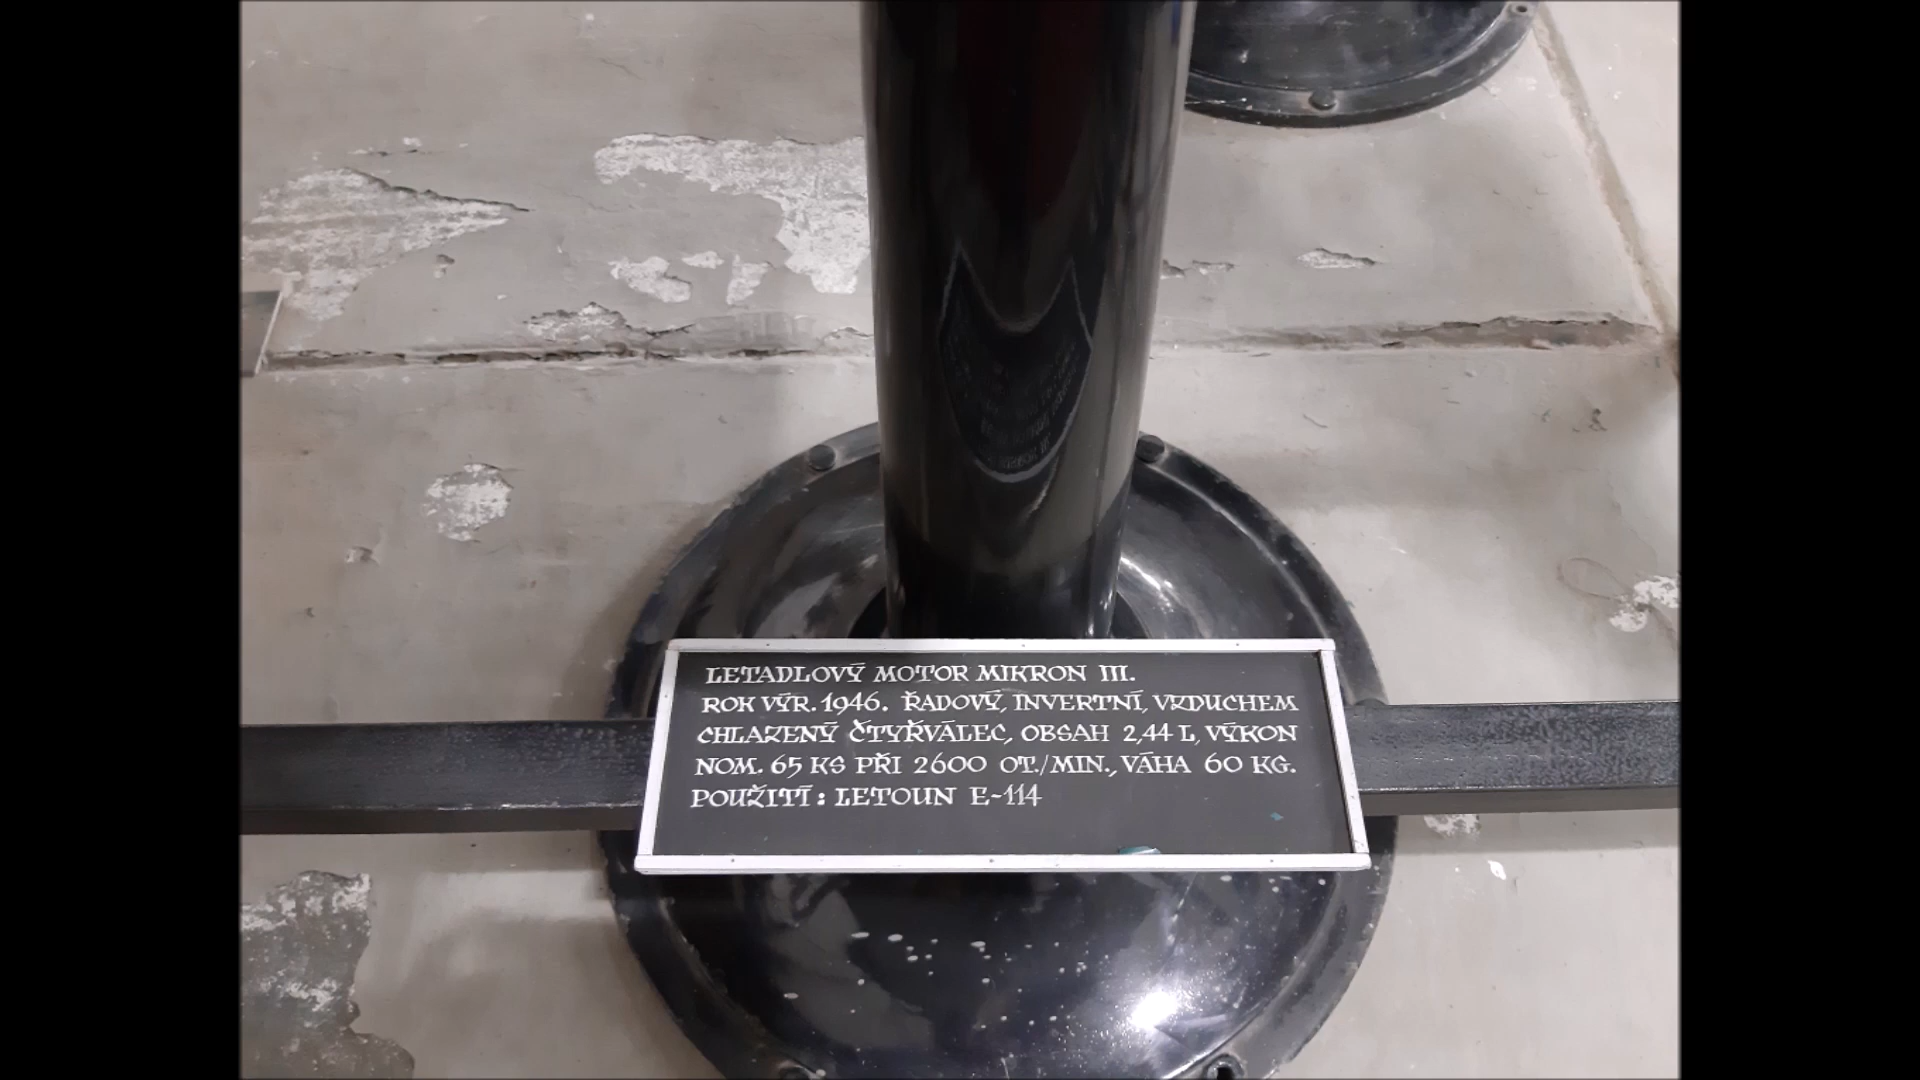 LETADLOVÝ MOTOR MIKRON III.
ROK VÝR. 1946. ŘADOVÝ, INVERTNÍ, VZDUCHEM
CHLAZENÝ ČTYŘVÁLEC, OBSAH 2,44 L, VÝKON
NOM. 65 KS PŘI 2600 OT./MIN., VÁHA 60 KG.
POUŽITÍ: LETOUN E-114